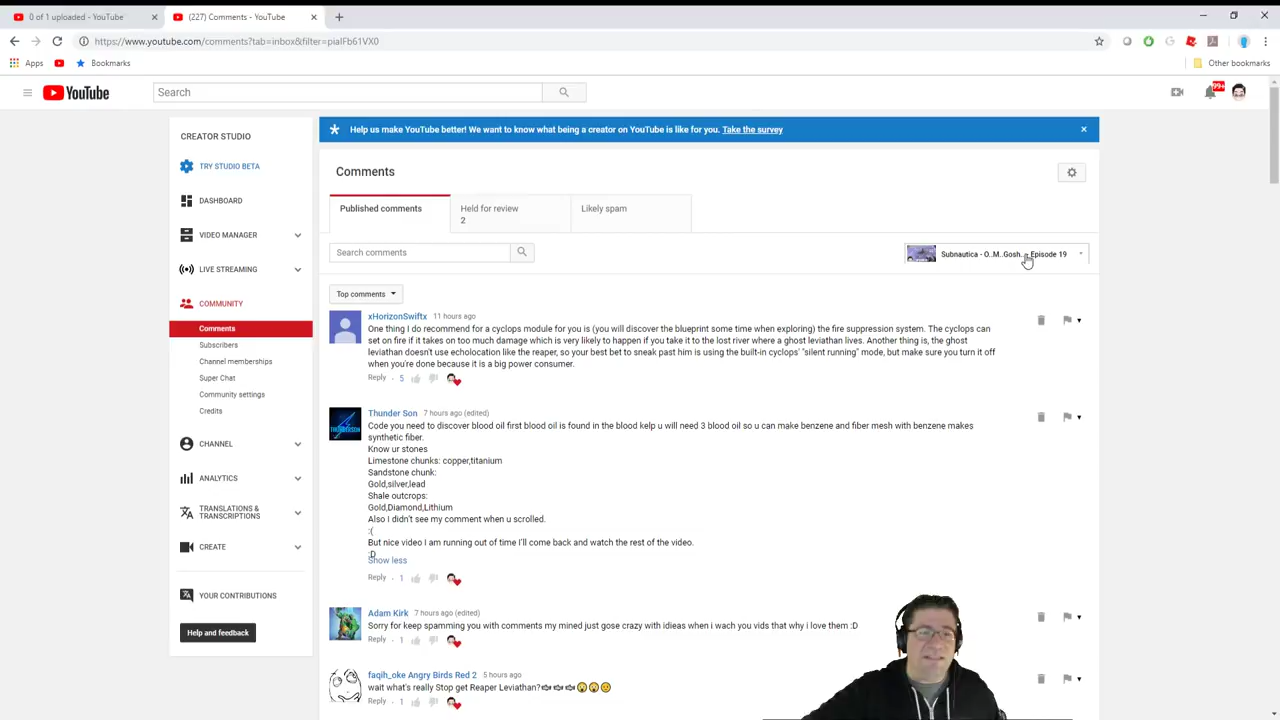 0 of 1 uploaded - YouTube
(227) Comments - YouTube
https://www.youtube.com/comments?tab=inbox&filter=piaIFb61VX0
Apps
Bookmarks
Other bookmarks
YouTube
Search
99+
CREATOR STUDIO
TRY STUDIO BETA
DASHBOARD
VIDEO MANAGER
LIVE STREAMING
COMMUNITY
Comments
Subscribers
Channel memberships
Super Chat
Community settings
Credits
CHANNEL
ANALYTICS
TRANSLATIONS &
TRANSCRIPTIONS
CREATE
YOUR CONTRIBUTIONS
Help and feedback
Help us make YouTube better! We want to know what being a creator on YouTube is like for you. Take the survey
Comments
Published comments
Held for review
2
Likely spam
Search comments
Subnautica - O..M..Gosh.. - Episode 19
Top comments
xHorizonSwiftx 11 hours ago
One thing I do recommend for a cyclops module for you is (you will discover the blueprint some time when exploring) the fire suppression system. The cyclops can
set on fire if it takes on too much damage which is very likely to happen if you take it to the lost river where a ghost leviathan lives. Another thing is, the ghost
leviathan doesn't use echolocation like the reaper, so your best bet to sneak past him is using the built-in cyclops' "silent running" mode, but make sure you turn it off
when you're done because it is a big power consumer.
Reply · 5
Thunder Son 7 hours ago (edited)
Code you need to discover blood oil first blood oil is found in the blood kelp u will need 3 blood oil so u can make benzene and fiber mesh with benzene makes
synthetic fiber.
Know ur stones
Limestone chunks: copper,titanium
Sandstone chunk:
Gold,silver,lead
Shale outcrops:
Gold,Diamond,Lithium
Also I didn't see my comment when u scrolled.
:(
But nice video I am running out of time I'll come back and watch the rest of the video.
:D
Show less
Reply · 1
Adam Kirk 7 hours ago (edited)
Sorry for keep spamming you with comments my mined just gose crazy with idieas when i wach you vids that why i love them :D
Reply · 1
faqih_oke Angry Birds Red 2 5 hours ago
wait what's really Stop get Reaper Leviathan?
Reply · 1